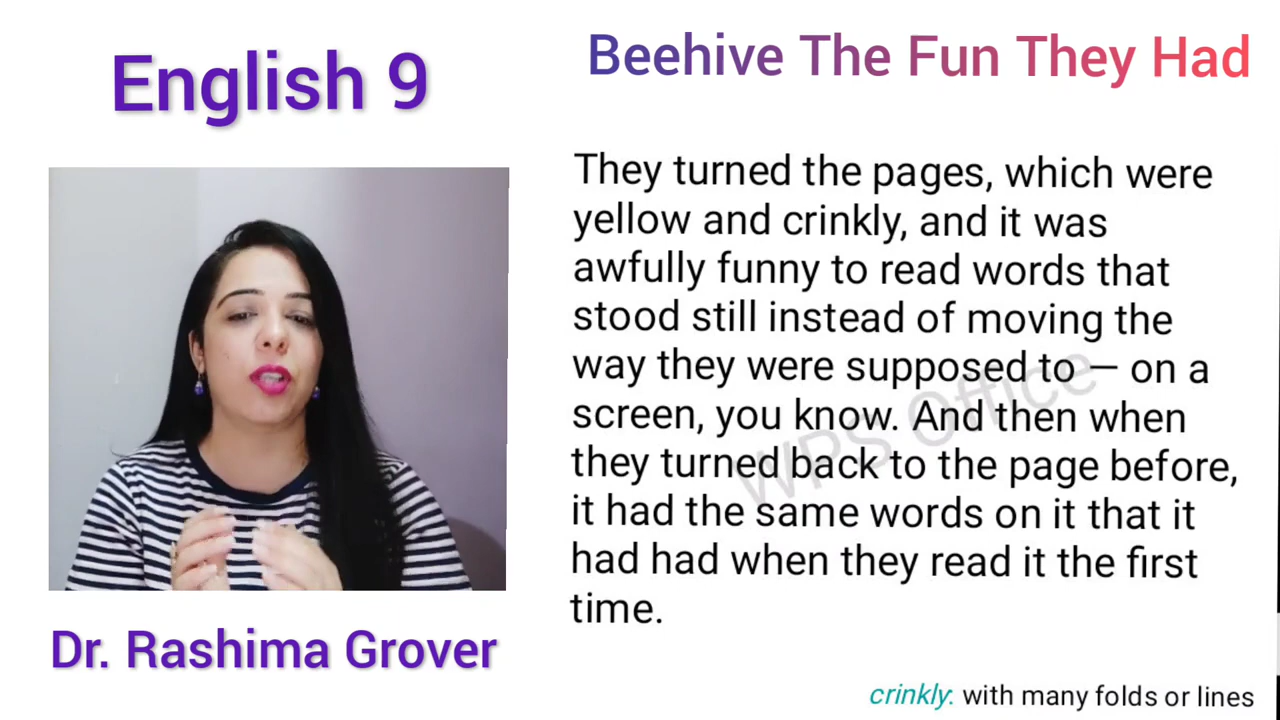 English 9
Beehive The Fun They Had
They turned the pages, which were
yellow and crinkly, and it was
awfully funny to read words that
stood still instead of moving the
way they were supposed to — on a
screen, you know. And then when
they turned back to the page before,
it had the same words on it that it
had had when they read it the first
time.
WPS Office
Dr. Rashima Grover
crinkly: with many folds or lines